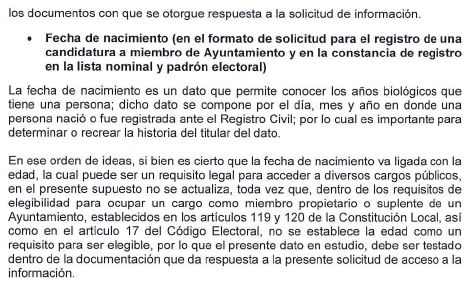 los documentos con que se otorgue respuesta a la solicitud de información.
• Fecha de nacimiento (en el formato de solicitud para el registro de una
candidatura a miembro de Ayuntamiento y en la constancia de registro
en la lista nominal y padrón electoral)
La fecha de nacimiento es un dato que permite conocer los años biológicos que
tiene una persona; dicho dato se compone por el día, mes y año en donde una
persona nació o fue registrada ante el Registro Civil; por lo cual es importante para
determinar o recrear la historia del titular del dato.
En ese orden de ideas, si bien es cierto que la fecha de nacimiento va ligada con la
edad, la cual puede ser un requisito legal para acceder a diversos cargos públicos,
en el presente supuesto no se actualiza, toda vez que, dentro de los requisitos de
elegibilidad para ocupar un cargo como miembro propietario o suplente de un
Ayuntamiento, establecidos en los artículos 119 y 120 de la Constitución Local, así
como en el artículo 17 del Código Electoral, no se establece la edad como un
requisito para ser elegible, por lo que el presente dato en estudio, debe ser testado
dentro de la documentación que da respuesta a la presente solicitud de acceso a la
información.